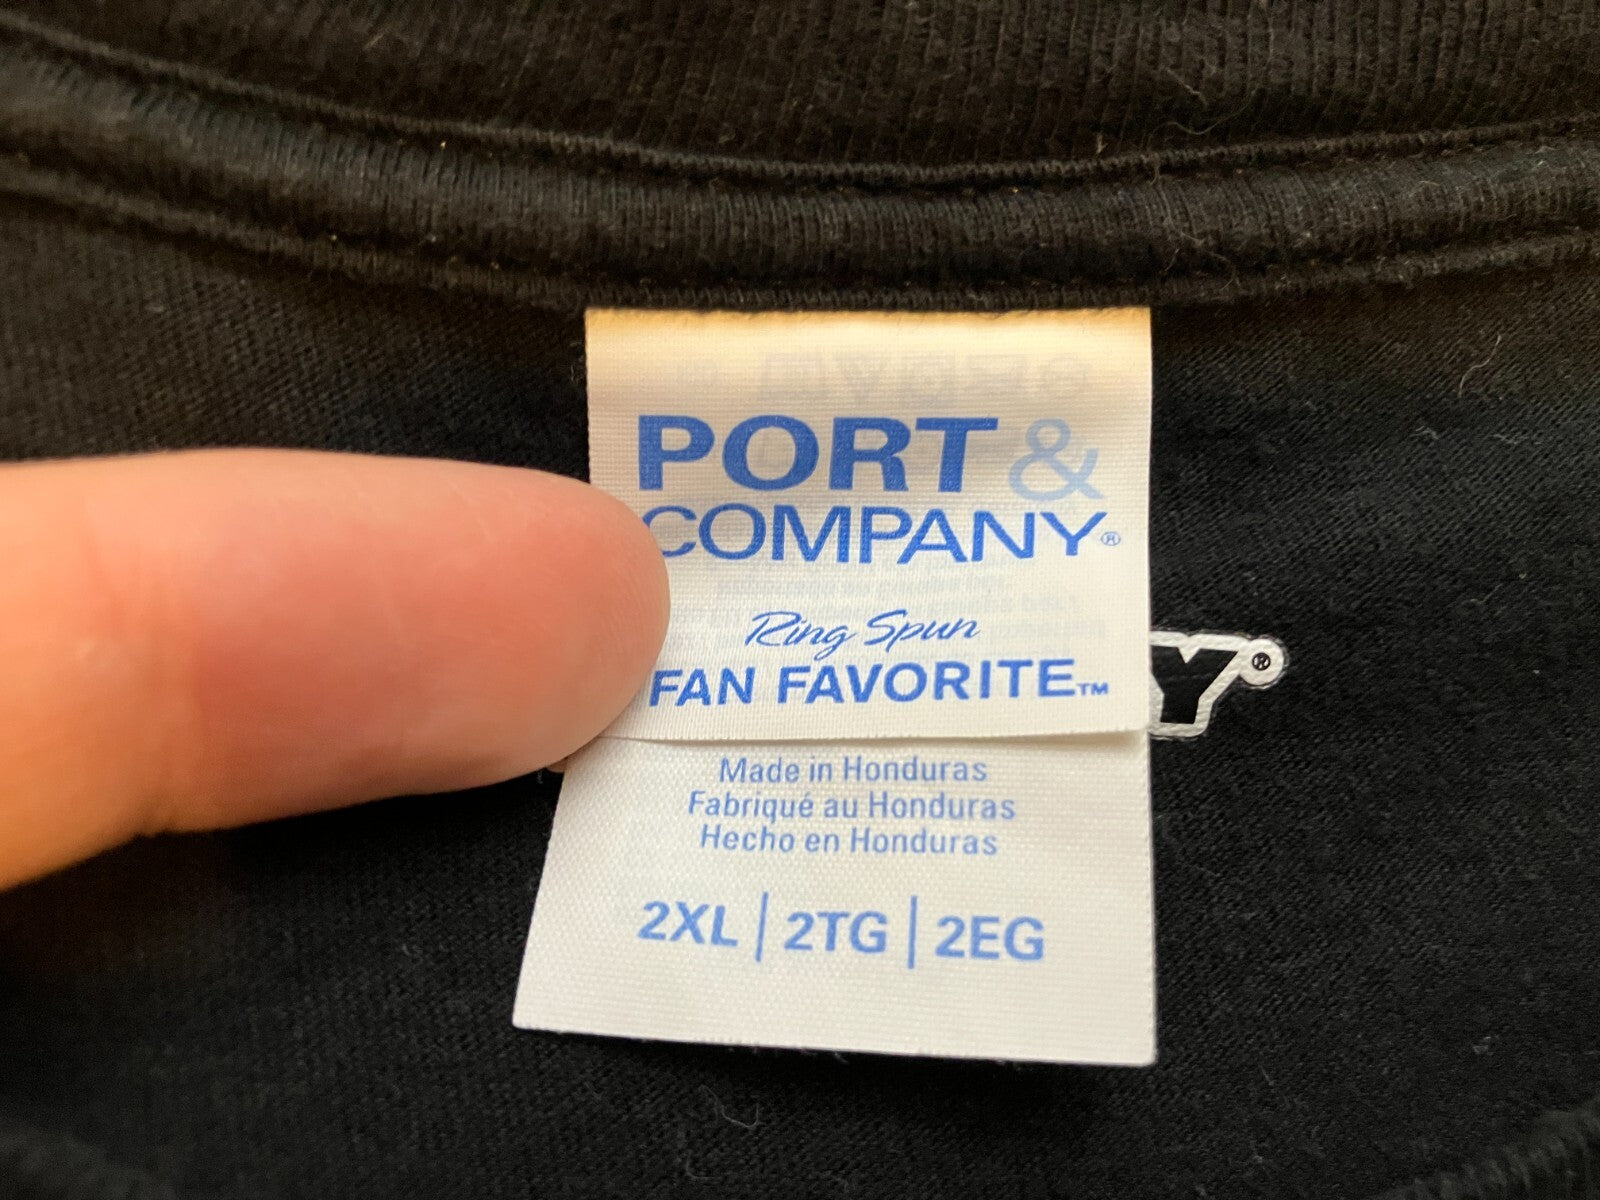 PORT &
COMPANY®
Ring Spun
FAN FAVORITE™
Y®
Made in Honduras
Fabriqué au Honduras
Hecho en Honduras
2XL | 2TG | 2EG